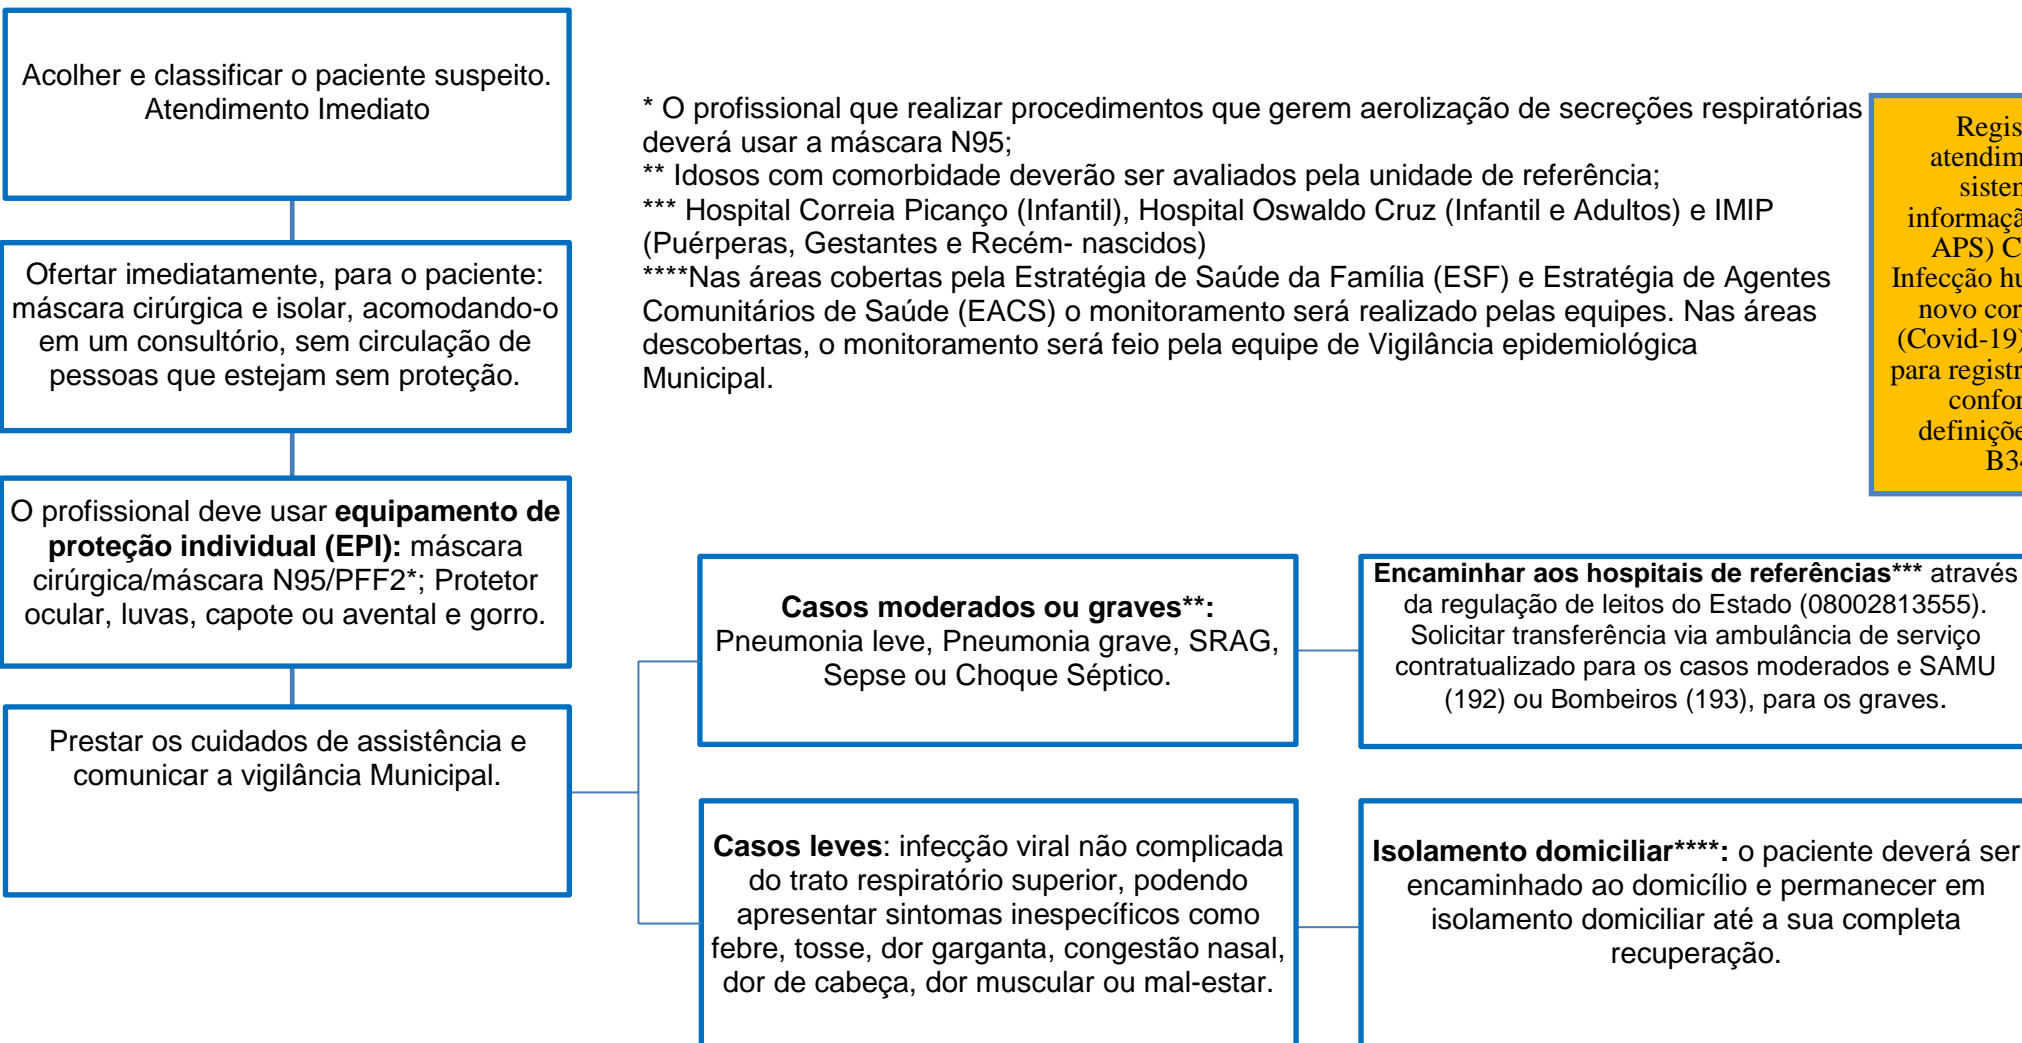 Acolher e classificar o paciente suspeito.
Atendimento Imediato
Ofertar imediatamente, para o paciente:
máscara cirúrgica e isolar, acomodando-o
em um consultório, sem circulação de
pessoas que estejam sem proteção.
O profissional deve usar equipamento de
proteção individual (EPI): máscara
cirúrgica/máscara N95/PFF2*; Protetor
ocular, luvas, capote ou avental e gorro.
Prestar os cuidados de assistência e
comunicar a vigilância Municipal.
* O profissional que realizar procedimentos que gerem aerolização de secreções respiratórias
deverá usar a máscara N95;
** Idosos com comorbidade deverão ser avaliados pela unidade de referência;
*** Hospital Correia Picanço (Infantil), Hospital Oswaldo Cruz (Infantil e Adultos) e IMIP
(Puérperas, Gestantes e Recém- nascidos)
****Nas áreas cobertas pela Estratégia de Saúde da Família (ESF) e Estratégia de Agentes
Comunitários de Saúde (EACS) o monitoramento será realizado pelas equipes. Nas áreas
descobertas, o monitoramento será feio pela equipe de Vigilância epidemiológica
Municipal.
APS)
Infecção
novo
(Covid-19)
para
Casos moderados ou graves**:
Pneumonia leve, Pneumonia grave, SRAG,
Sepse ou Choque Séptico.
Encaminhar aos hospitais de referências*** através
da regulação de leitos do Estado (08002813555).
Solicitar transferência via ambulância de serviço
contratualizado para os casos moderados e SAMU
(192) ou Bombeiros (193), para os graves.
Casos leves: infecção viral não complicada
do trato respiratório superior, podendo
apresentar sintomas inespecíficos como
febre, tosse, dor garganta, congestão nasal,
dor de cabeça, dor muscular ou mal-estar.
Isolamento domiciliar****: o paciente deverá ser
encaminhado ao domicílio e permanecer em
isolamento domiciliar até a sua completa
recuperação.